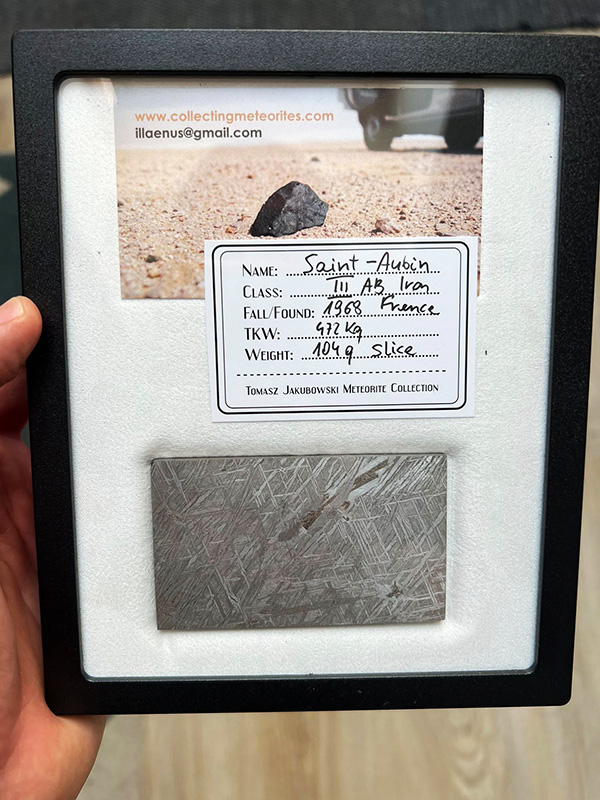 www.collectingmeteorites.com
illaenus@gmail.com
NAME: Saint-Aubin
CLASS: III AB Iron
FALL/FOUND: 1968 France
TKW: 472 kg
WEIGHT: 104 g slice
TOMASZ JAKUBOWSKI METEORITE COLLECTION